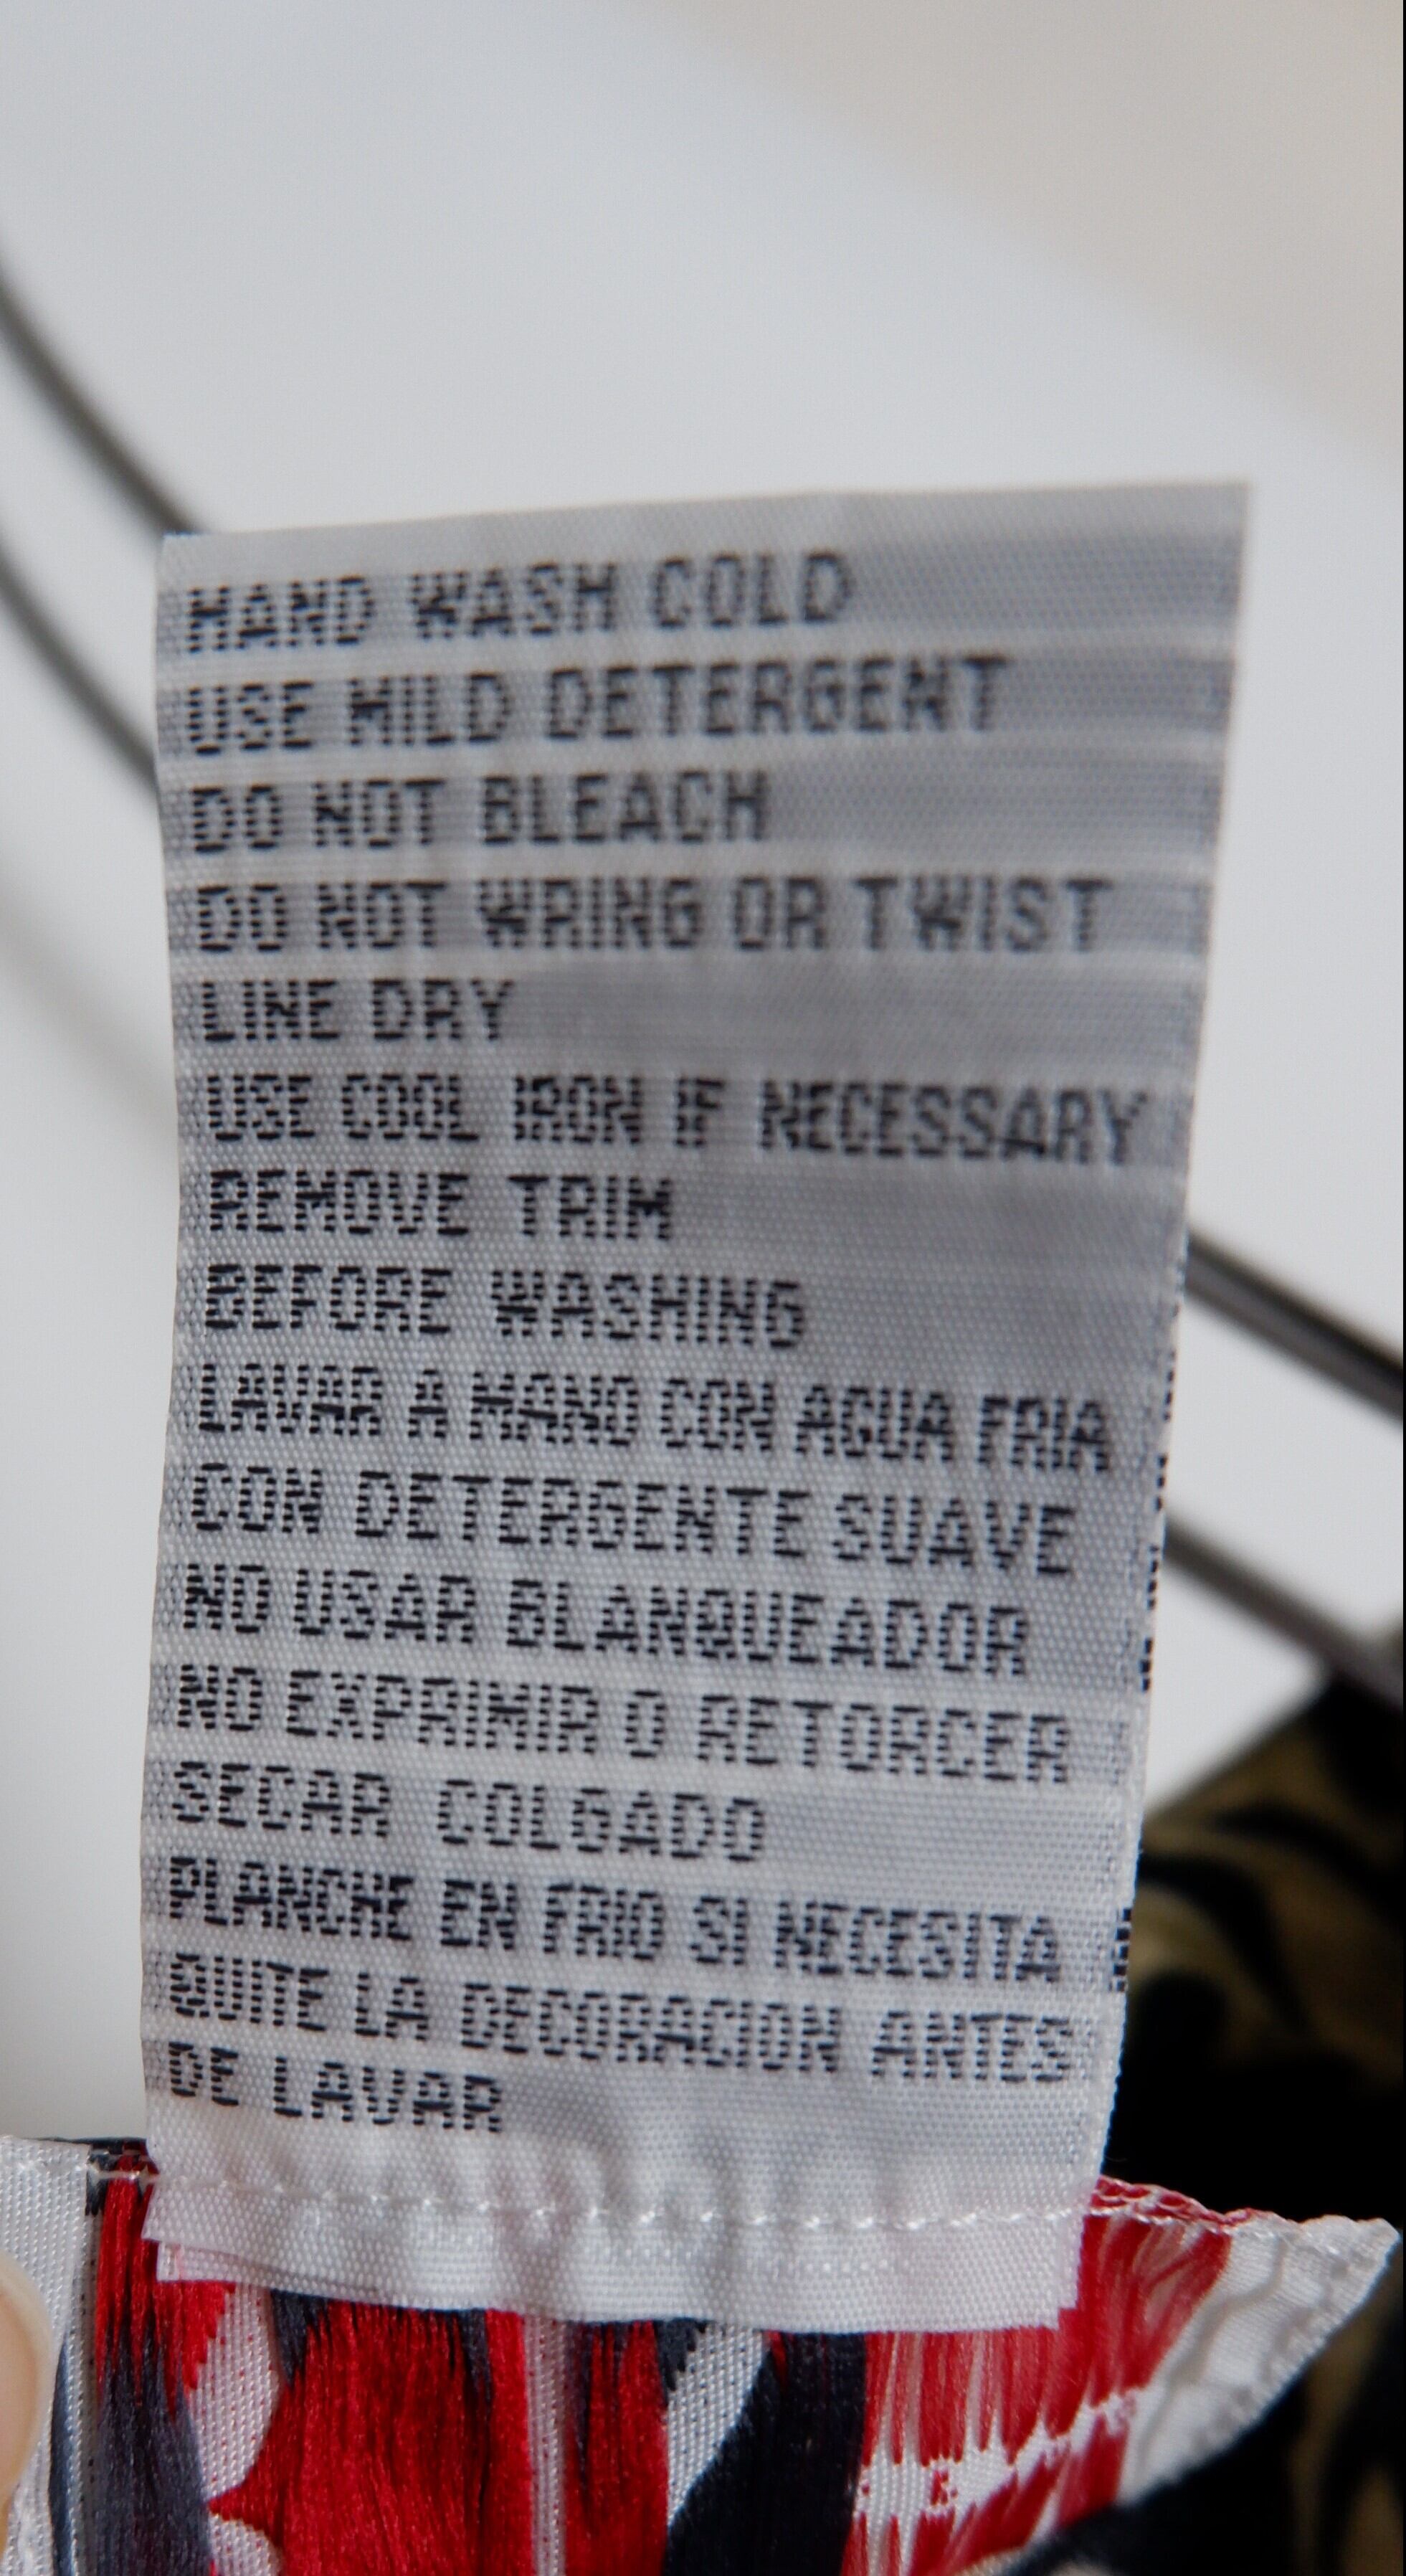 HAND WASH COLD
USE MILD DETERGENT
DO NOT BLEACH
DO NOT WRING OR TWIST
LINE DRY
USE COOL IRON IF NECESSARY
REMOVE TRIM
BEFORE WASHING
LAVAR A MANO CON AGUA FRIA
CON DETERGENTE SUAVE
NO USAR BLANQUEADOR
NO EXPRIMIR O RETORCER
SECAR COLGADO
PLANCHE EN FRIO SI NECESITA
QUITE LA DECORACION ANTES
DE LAVAR